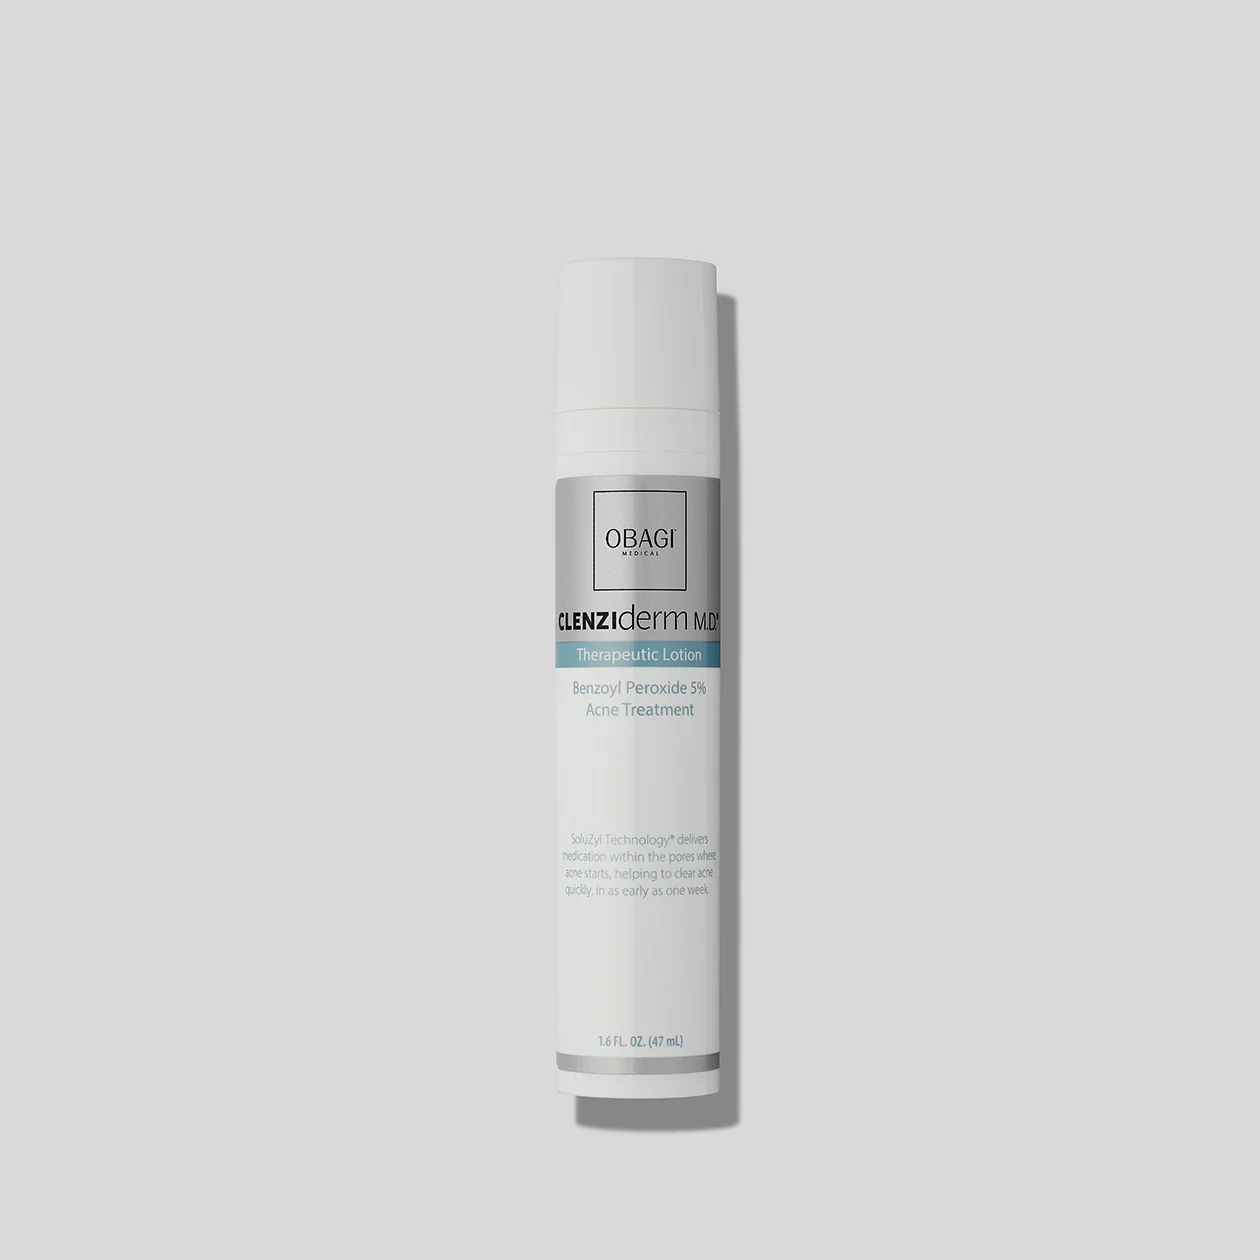 OBAGI
MEDICAL
CLENZIderm M.D.®
Therapeutic Lotion
Benzoyl Peroxide 5%
Acne Treatment
SoluZyl Technology® delivers
medication within the pores where
acne starts, helping to clear acne
quickly, in as early as one week.
1.6 FL. OZ. (47 mL)